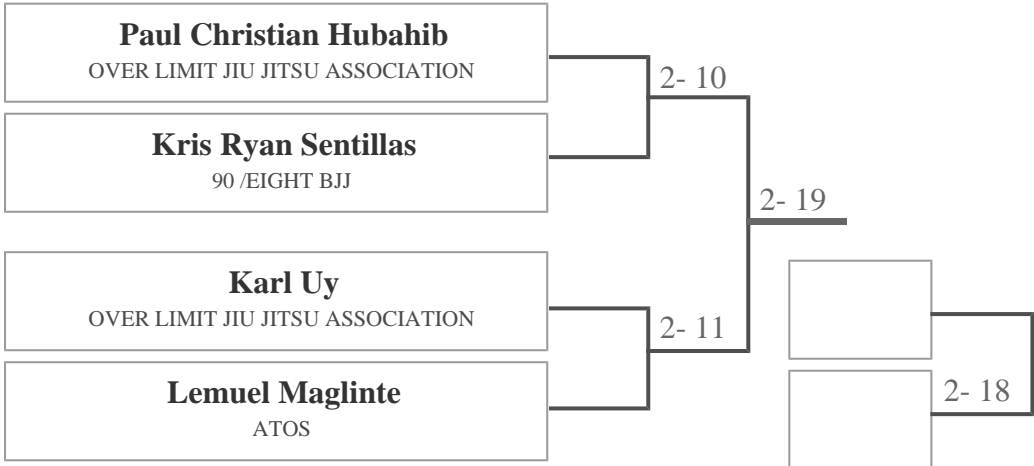 Paul Christian Hubahib
OVER LIMIT JIU JITSU ASSOCIATION
2- 10
Kris Ryan Sentillas
90 /EIGHT BJJ
2- 19
Karl Uy
OVER LIMIT JIU JITSU ASSOCIATION
2- 11
Lemuel Maglinte
ATOS
2- 18